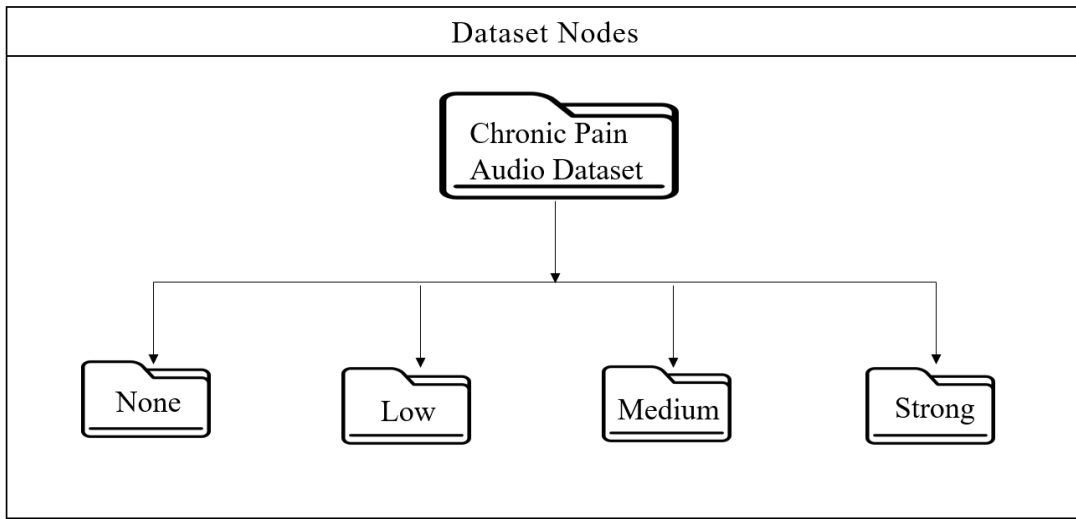 Dataset Nodes
Chronic Pain
Audio Dataset
None
Low
Medium
Strong